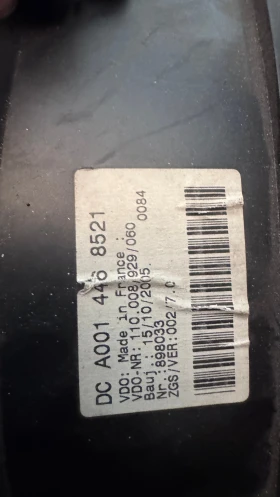 DC A001 446 8521
VDO: Made in France :
VDO-NR: 110.008/929/060
0084
Bauj.: 15/10/2005.
Nr.:898033
ZGS/VER:002/7.0